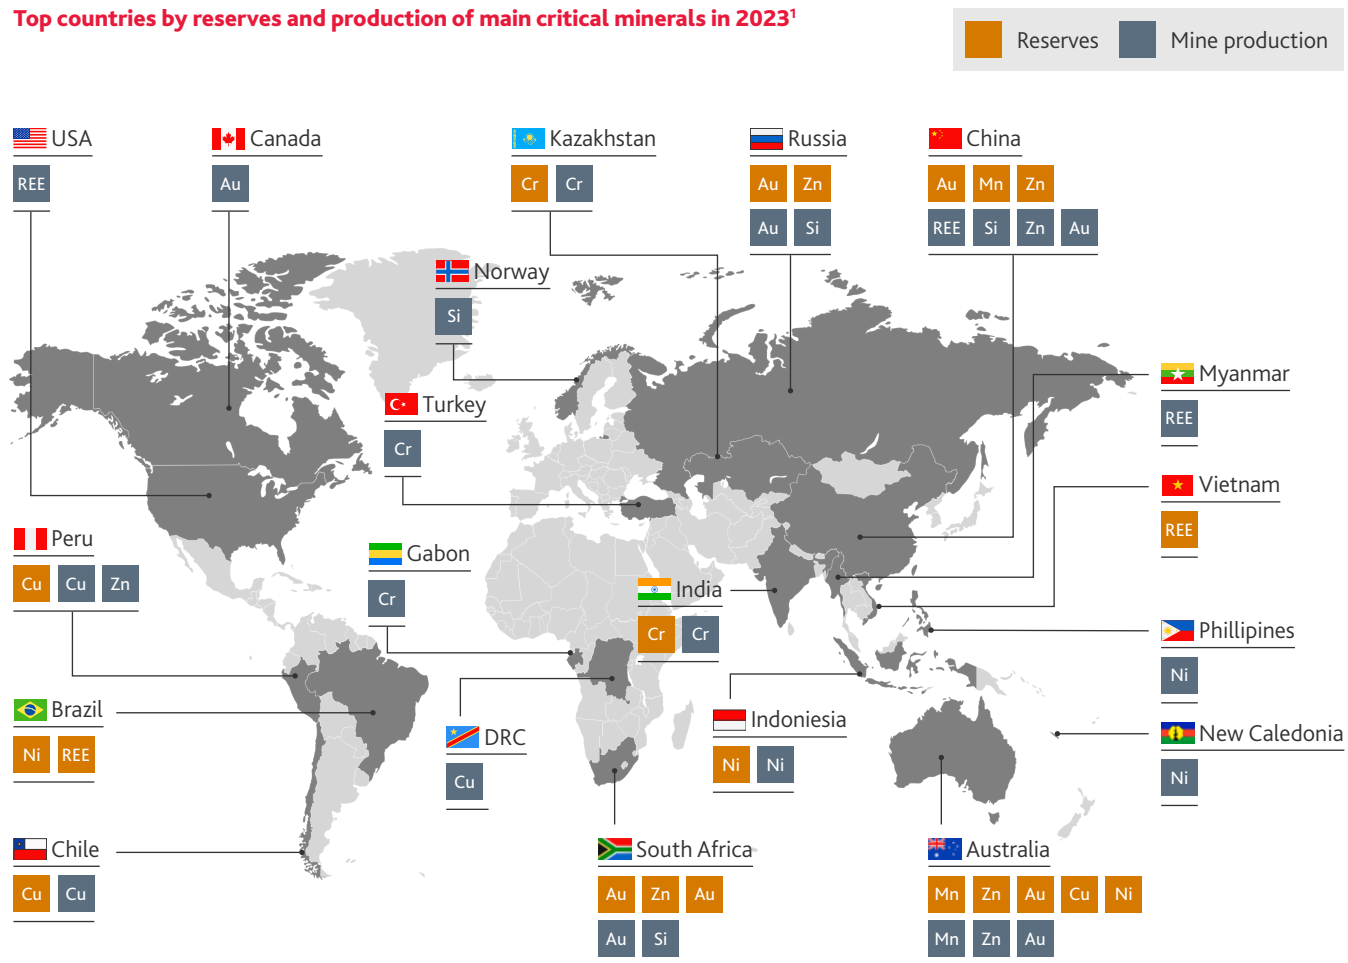 Top countries by reserves and production of main critical minerals in 2023¹
Reserves
Mine production
USA
REE
Canada
Au
Kazakhstan
Cr Cr
Russia
Au Zn
Au Si
China
Au Mn Zn
REE Si Zn Au
Norway
Si
Turkey
Cr
Myanmar
REE
Vietnam
REE
Peru
Cu Cu Zn
Gabon
Cr
India
Cr Cr
Phillipines
Ni
Brazil
Ni REE
DRC
Cu
Indoniesia
Ni Ni
New Caledonia
Ni
Chile
Cu Cu
South Africa
Au Zn Au
Au Si
Australia
Mn Zn Au Cu Ni
Mn Zn Au